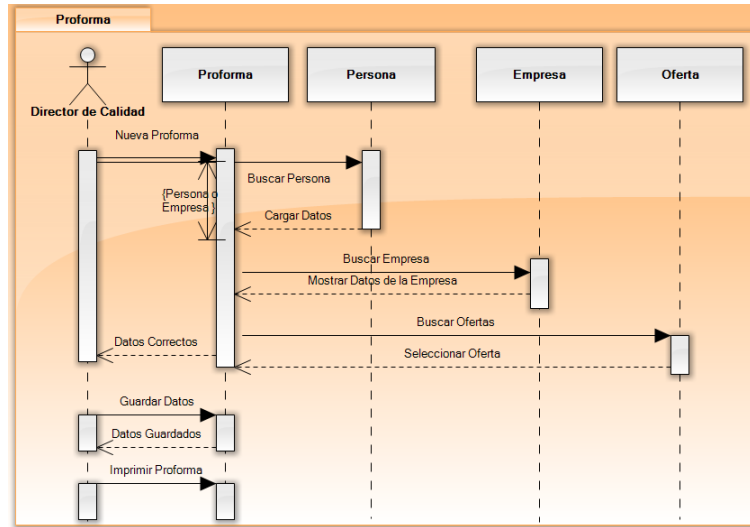 Proforma
Proforma
Persona
Empresa
Oferta
Director de Calidad
Nueva Proforma
Buscar Persona
{Persona o
Empresa }
Cargar Datos
Buscar Empresa
Mostrar Datos de la Empresa
Buscar Ofertas
Datos Correctos
Seleccionar Oferta
Guardar Datos
Datos Guardados
Imprimir Proforma